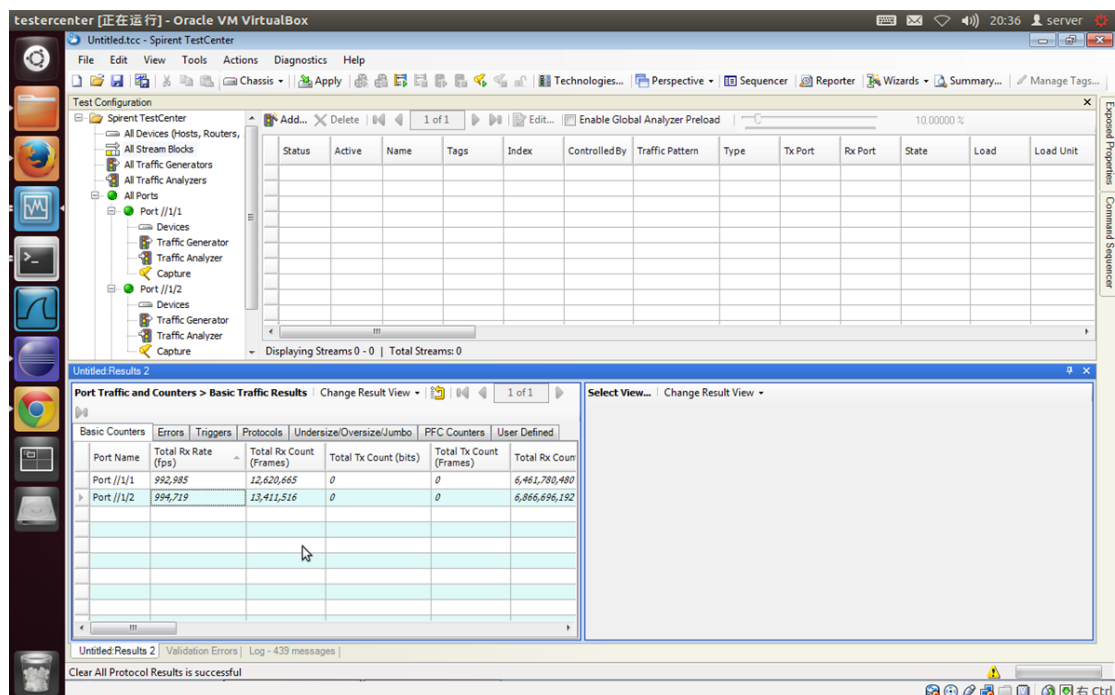 testercenter [正在运行] - Oracle VM VirtualBox 20:36 server
Untitled.tcc - Spirent TestCenter
File Edit View Tools Actions Diagnostics Help
Chassis Apply Technologies... Perspective Sequencer Reporter Wizards Summary... Manage Tags...
Test Configuration
Spirent TestCenter
All Devices (Hosts, Routers,
All Stream Blocks
All Traffic Generators
All Traffic Analyzers
All Ports
Port //1/1
Devices
Traffic Generator
Traffic Analyzer
Capture
Port //1/2
Devices
Traffic Generator
Traffic Analyzer
Capture
Add... Delete 1 of 1 Edit... Enable Global Analyzer Preload 10.00000 %
Status Active Name Tags Index Controlled By Traffic Pattern Type Tx Port Rx Port State Load Load Unit
Displaying Streams 0 - 0 | Total Streams: 0
Exposed Properties
Command Sequencer
Untitled:Results 2
Port Traffic and Counters > Basic Traffic Results Change Result View 1 of 1
Select View... Change Result View
Basic Counters Errors Triggers Protocols Undersize/Oversize/Jumbo PFC Counters User Defined
Port Name Total Rx Rate (fps) Total Rx Count (Frames) Total Tx Count (bits) Total Tx Count (Frames) Total Rx Coun
Port //1/1 992,985 12,620,665 0 0 6,461,780,480
Port //1/2 994,719 13,411,516 0 0 6,866,696,192
Untitled:Results 2 Validation Errors | Log - 439 messages |
Clear All Protocol Results is successful
右 Ctrl